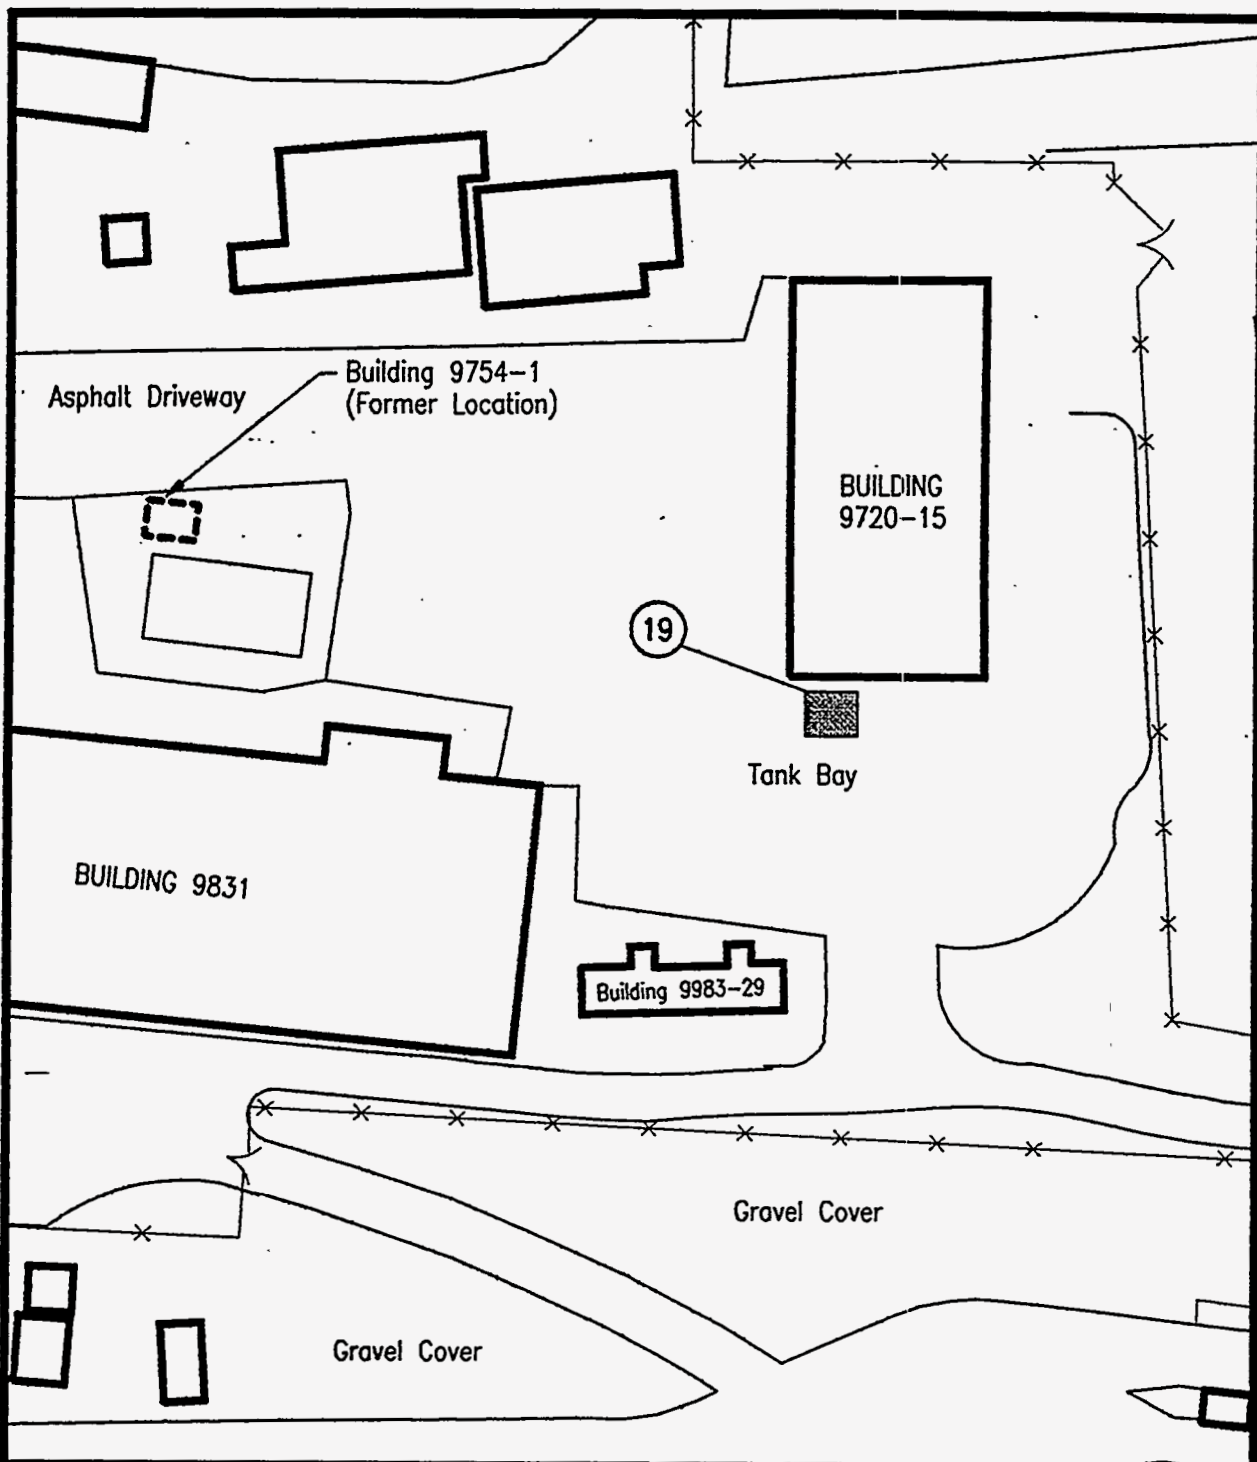 Building 9754-1
(Former Location)
Asphalt Driveway
BUILDING
9720-15
19
Tank Bay
BUILDING 9831
Building 9983-29
Gravel Cover
Gravel Cover